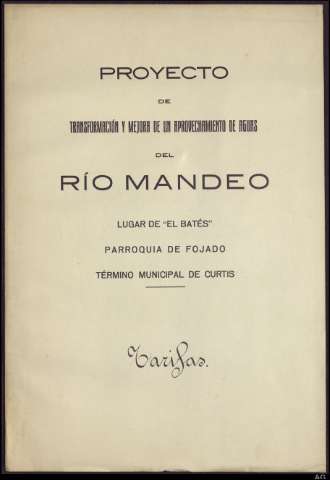 PROYECTO
DE
TRANSFORMACIÓN Y MEJORA DE UN APROVECHAMIENTO DE AGUAS
DEL
RÍO MANDEO
LUGAR DE "EL BATÉS"
PARROQUIA DE FOJADO
TÉRMINO MUNICIPAL DE CURTIS
Tarifas.